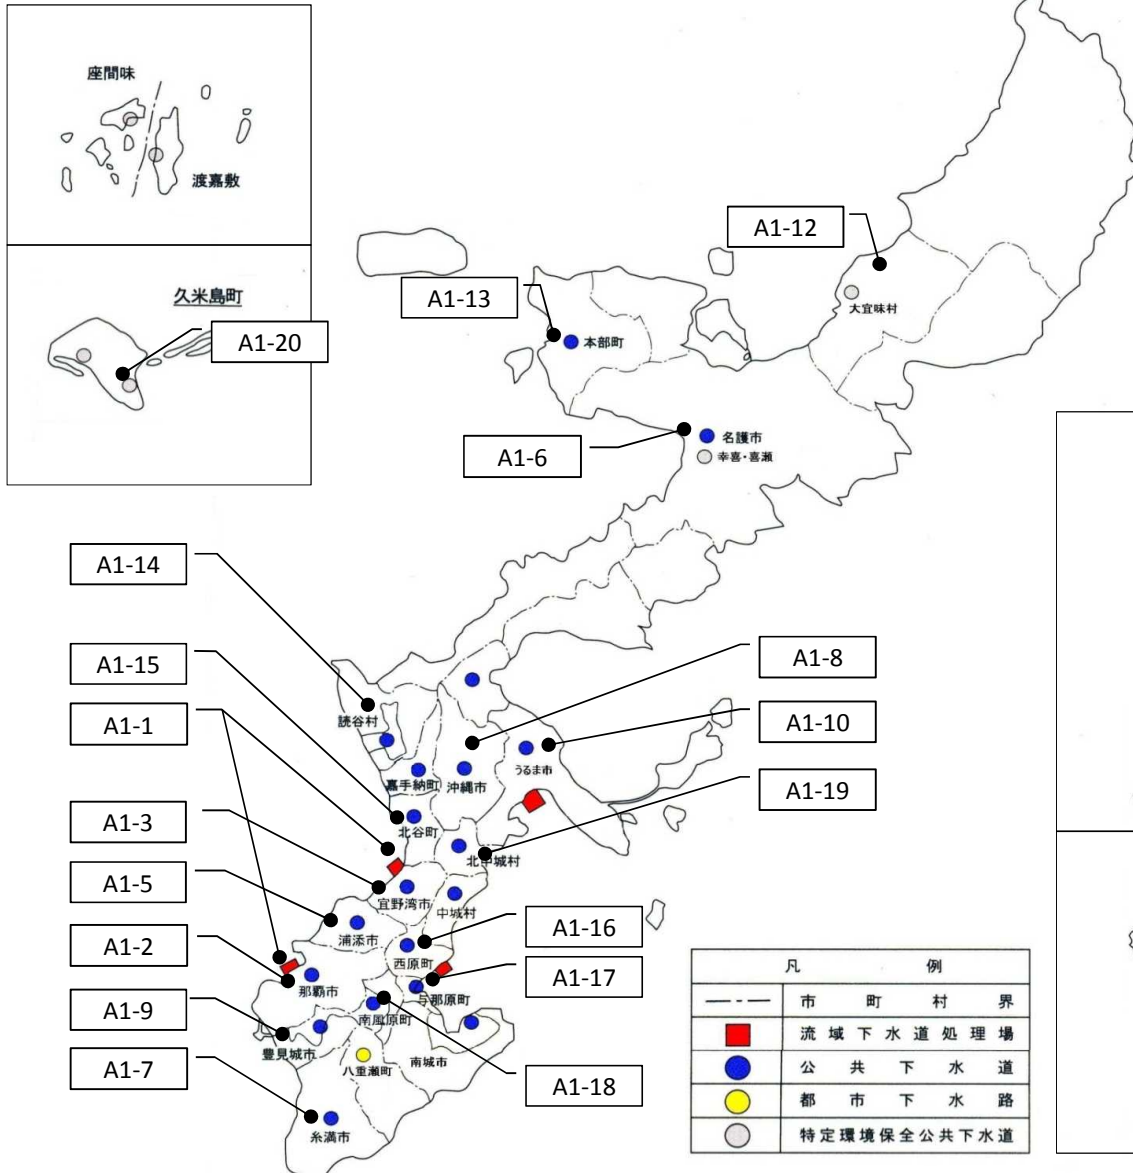 座間味
渡嘉敷
久米島町
A1-20
A1-12
大宜味村
A1-13
本部町
A1-6
名護市
幸喜・喜瀬
A1-14
A1-15
A1-1
A1-3
A1-5
A1-2
A1-9
A1-7
読谷村
嘉手納町
沖縄市
うるま市
北谷町
北中城村
宜野湾市
中城村
浦添市
西原町
那覇市
与那原町
南風原町
豊見城市
八重瀬町
南城市
糸満市
A1-8
A1-10
A1-19
A1-16
A1-17
A1-18
凡 例
市 町 村 界
流域下水道処理場
公 共 下 水 道
都 市 下 水 路
特定環境保全公共下水道